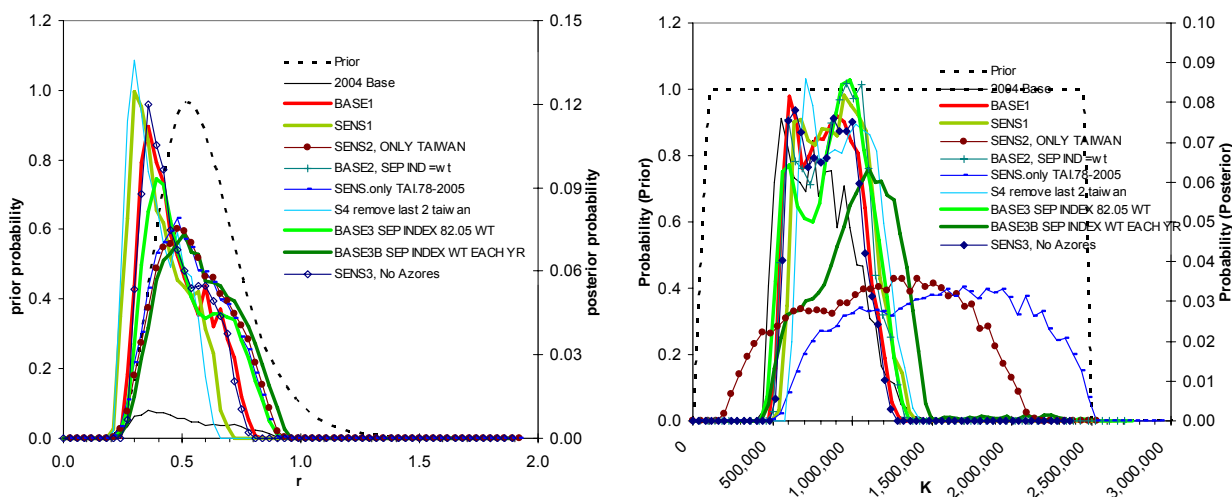 1.2
1.0
0.8
0.6
0.4
0.2
0.0
prior probability
0.15
0.12
0.09
0.06
0.03
0.00
posterior probability
Prior
2004 Base
BASE1
SENS1
SENS2, ONLY TAIWAN
BASE2, SEP IND =wt
SENS.only TAI.78-2005
S4 remove last 2 taiwan
BASE3 SEP INDEX 82.05 WT
BASE3B SEP INDEX WT EACH YR
SENS3, No Azores
0.0
0.5
1.0
1.5
2.0
r
1.2
1.0
0.8
0.6
0.4
0.2
0.0
Probability (Prior)
0.10
0.09
0.08
0.07
0.06
0.05
0.04
0.03
0.02
0.01
0.00
Probability (Posterior)
Prior
2004 Base
BASE1
SENS1
SENS2, ONLY TAIWAN
BASE2, SEP IND =wt
SENS.only TAI.78-2005
S4 remove last 2 taiwan
BASE3 SEP INDEX 82.05 WT
BASE3B SEP INDEX WT EACH YR
SENS3, No Azores
0
500,000
1,000,000
1,500,000
2,000,000
2,500,000
3,000,000
K